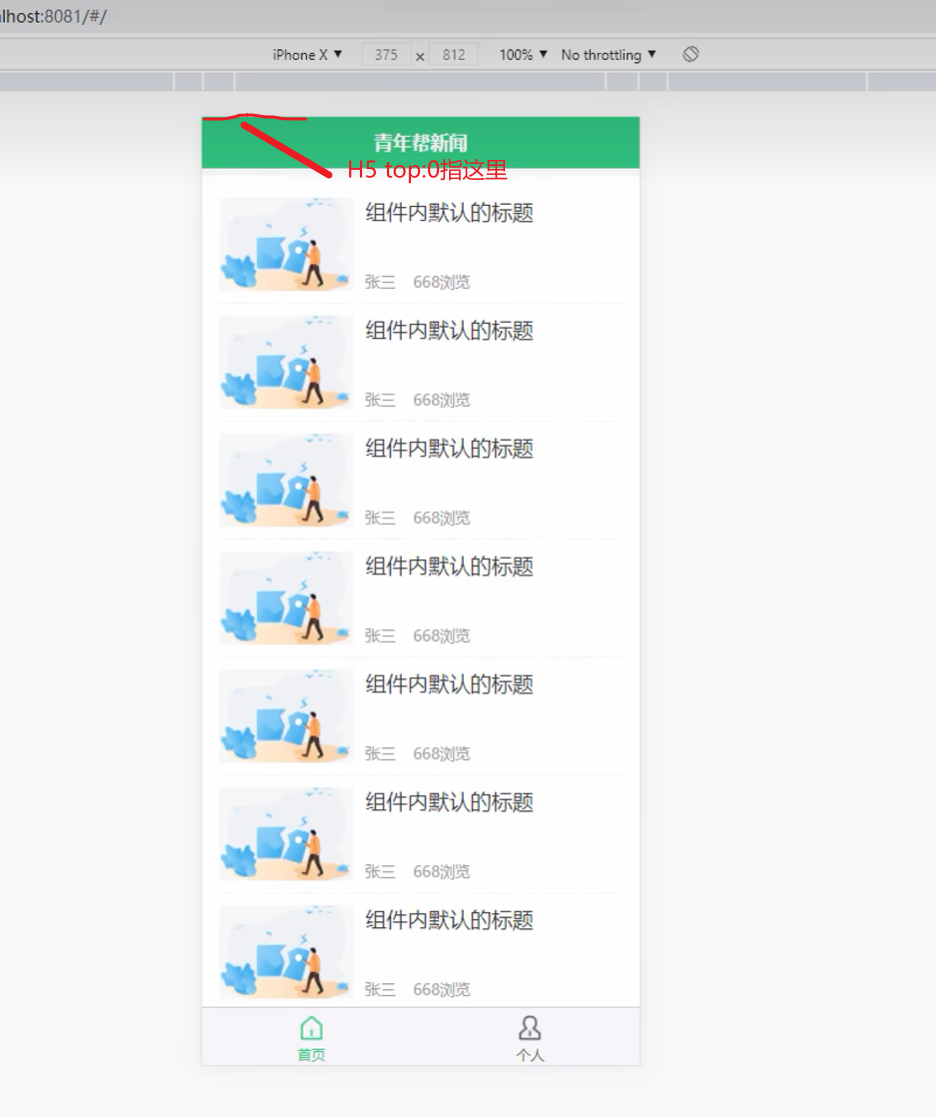 lhost:8081/#/
iPhone X ▼ 375 x 812 100% ▼ No throttling ▼
青年帮新闻
H5 top:0指这里
组件内默认的标题
张三 668浏览
组件内默认的标题
张三 668浏览
组件内默认的标题
张三 668浏览
组件内默认的标题
张三 668浏览
组件内默认的标题
张三 668浏览
组件内默认的标题
张三 668浏览
组件内默认的标题
张三 668浏览
首页 个人